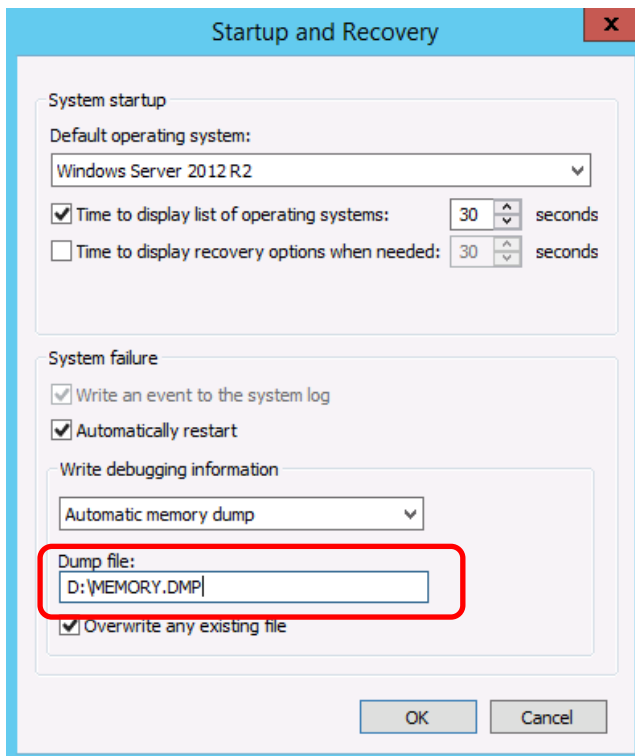 Startup and Recovery
x
System startup
Default operating system:
Windows Server 2012 R2
Time to display list of operating systems: 30 seconds
Time to display recovery options when needed: 30 seconds
System failure
Write an event to the system log
Automatically restart
Write debugging information
Automatic memory dump
Dump file:
D:\MEMORY.DMP
Overwrite any existing file
OK Cancel